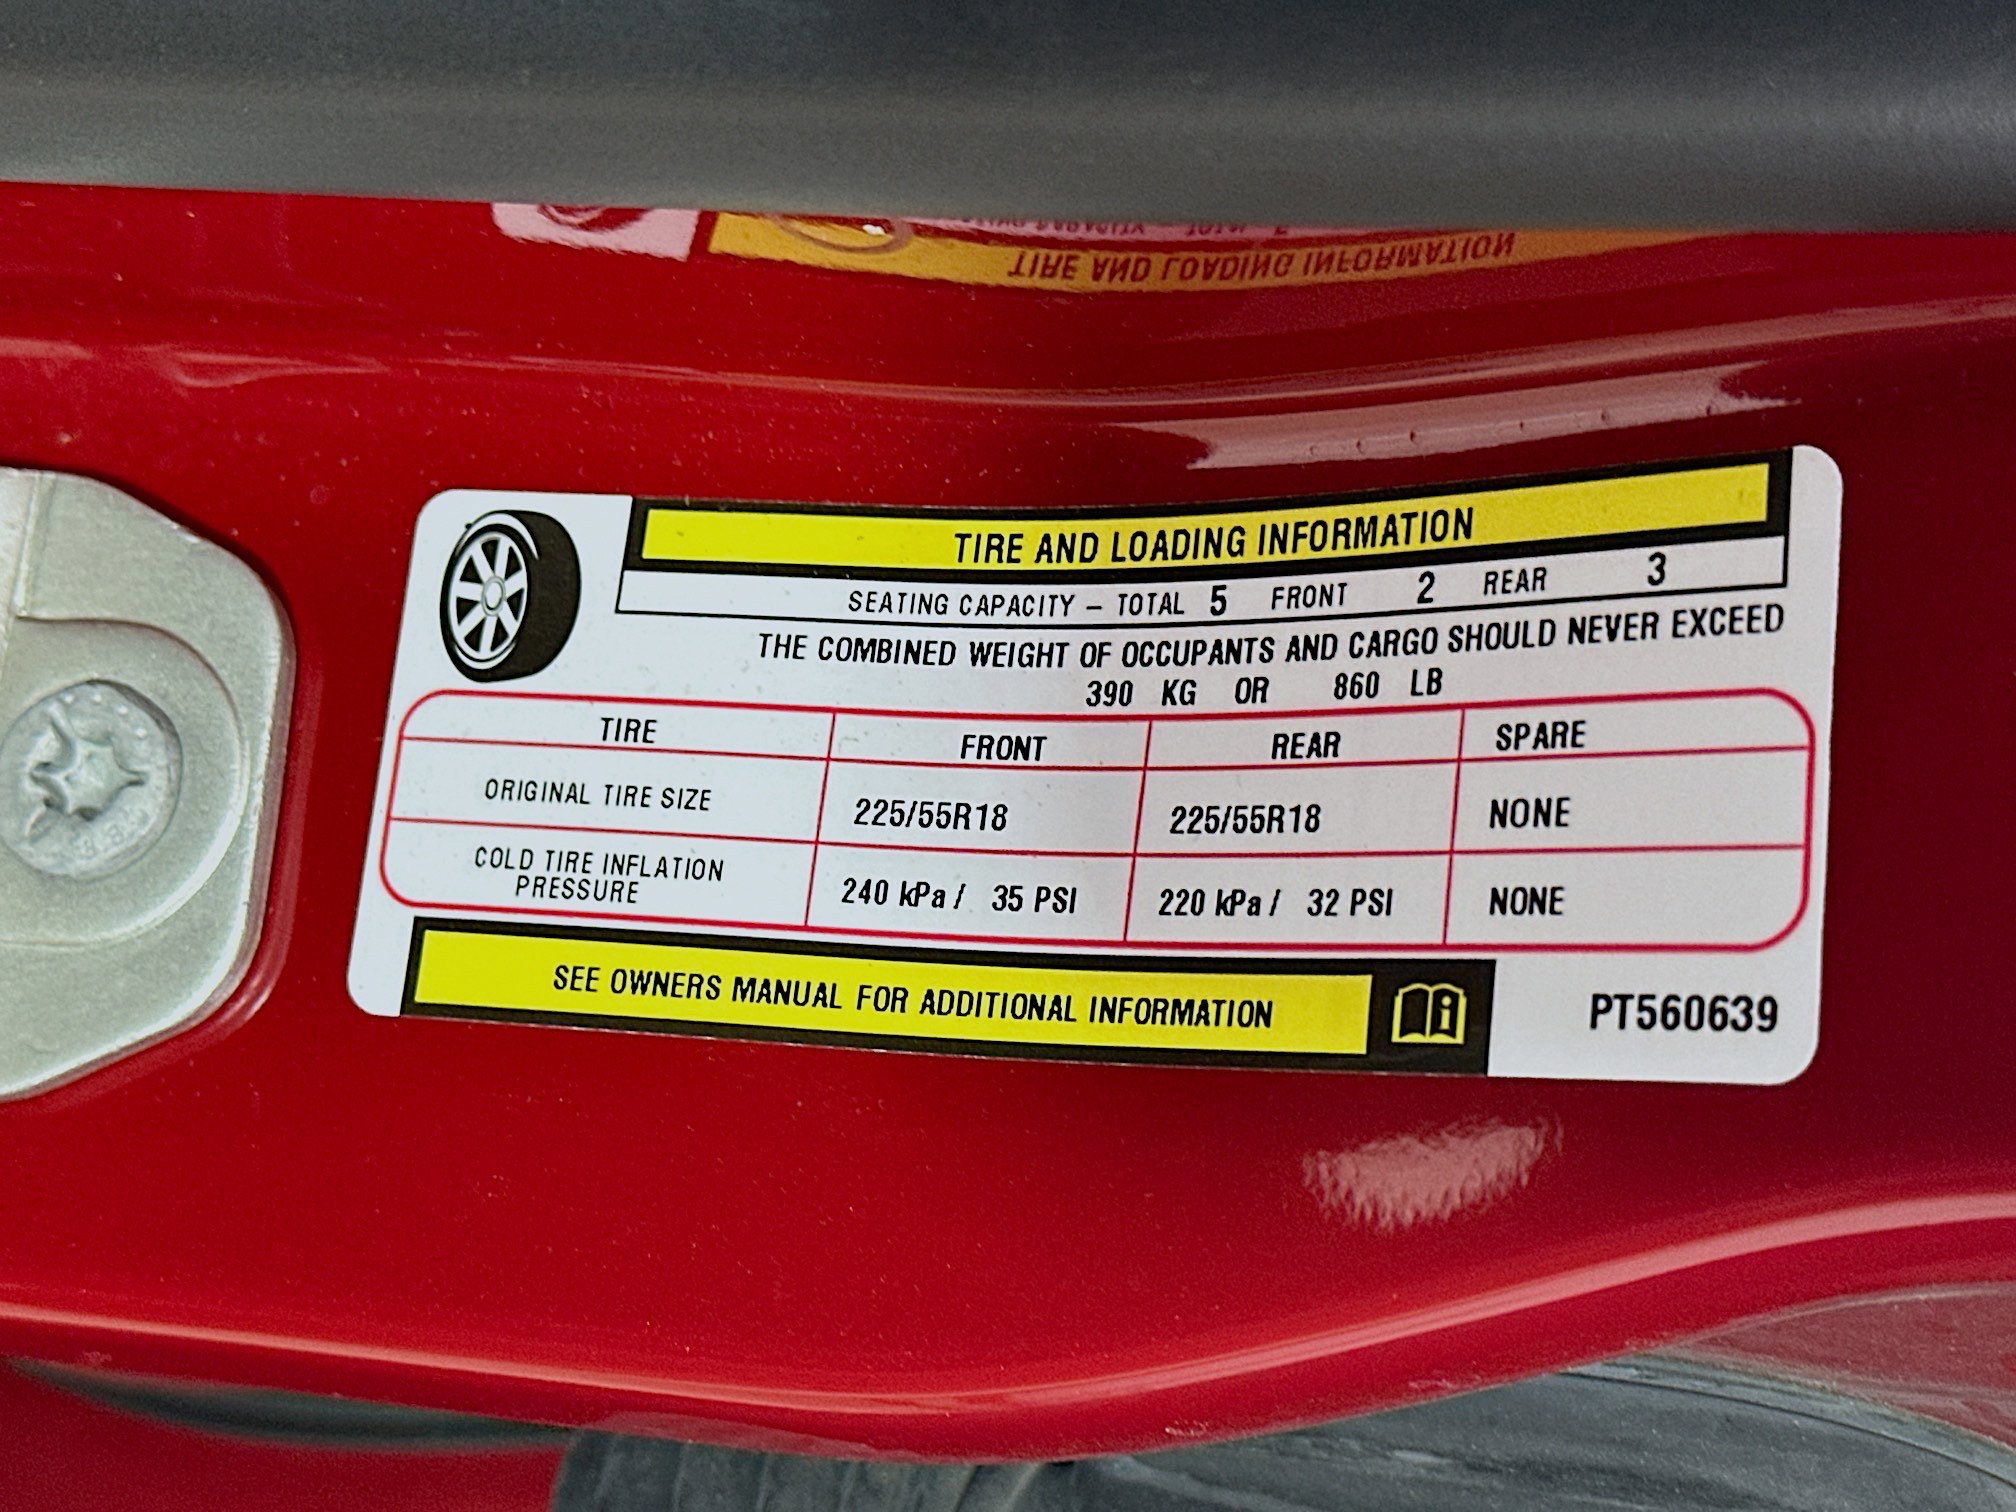 TIRE AND LOADING INFORMATION
TIRE AND LOADING INFORMATION
SEATING CAPACITY – TOTAL 5 FRONT 2 REAR 3
THE COMBINED WEIGHT OF OCCUPANTS AND CARGO SHOULD NEVER EXCEED
390 KG OR 860 LB
TIRE FRONT REAR SPARE
ORIGINAL TIRE SIZE 225/55R18 225/55R18 NONE
COLD TIRE INFLATION
PRESSURE 240 kPa / 35 PSI 220 kPa / 32 PSI NONE
SEE OWNERS MANUAL FOR ADDITIONAL INFORMATION
PT560639